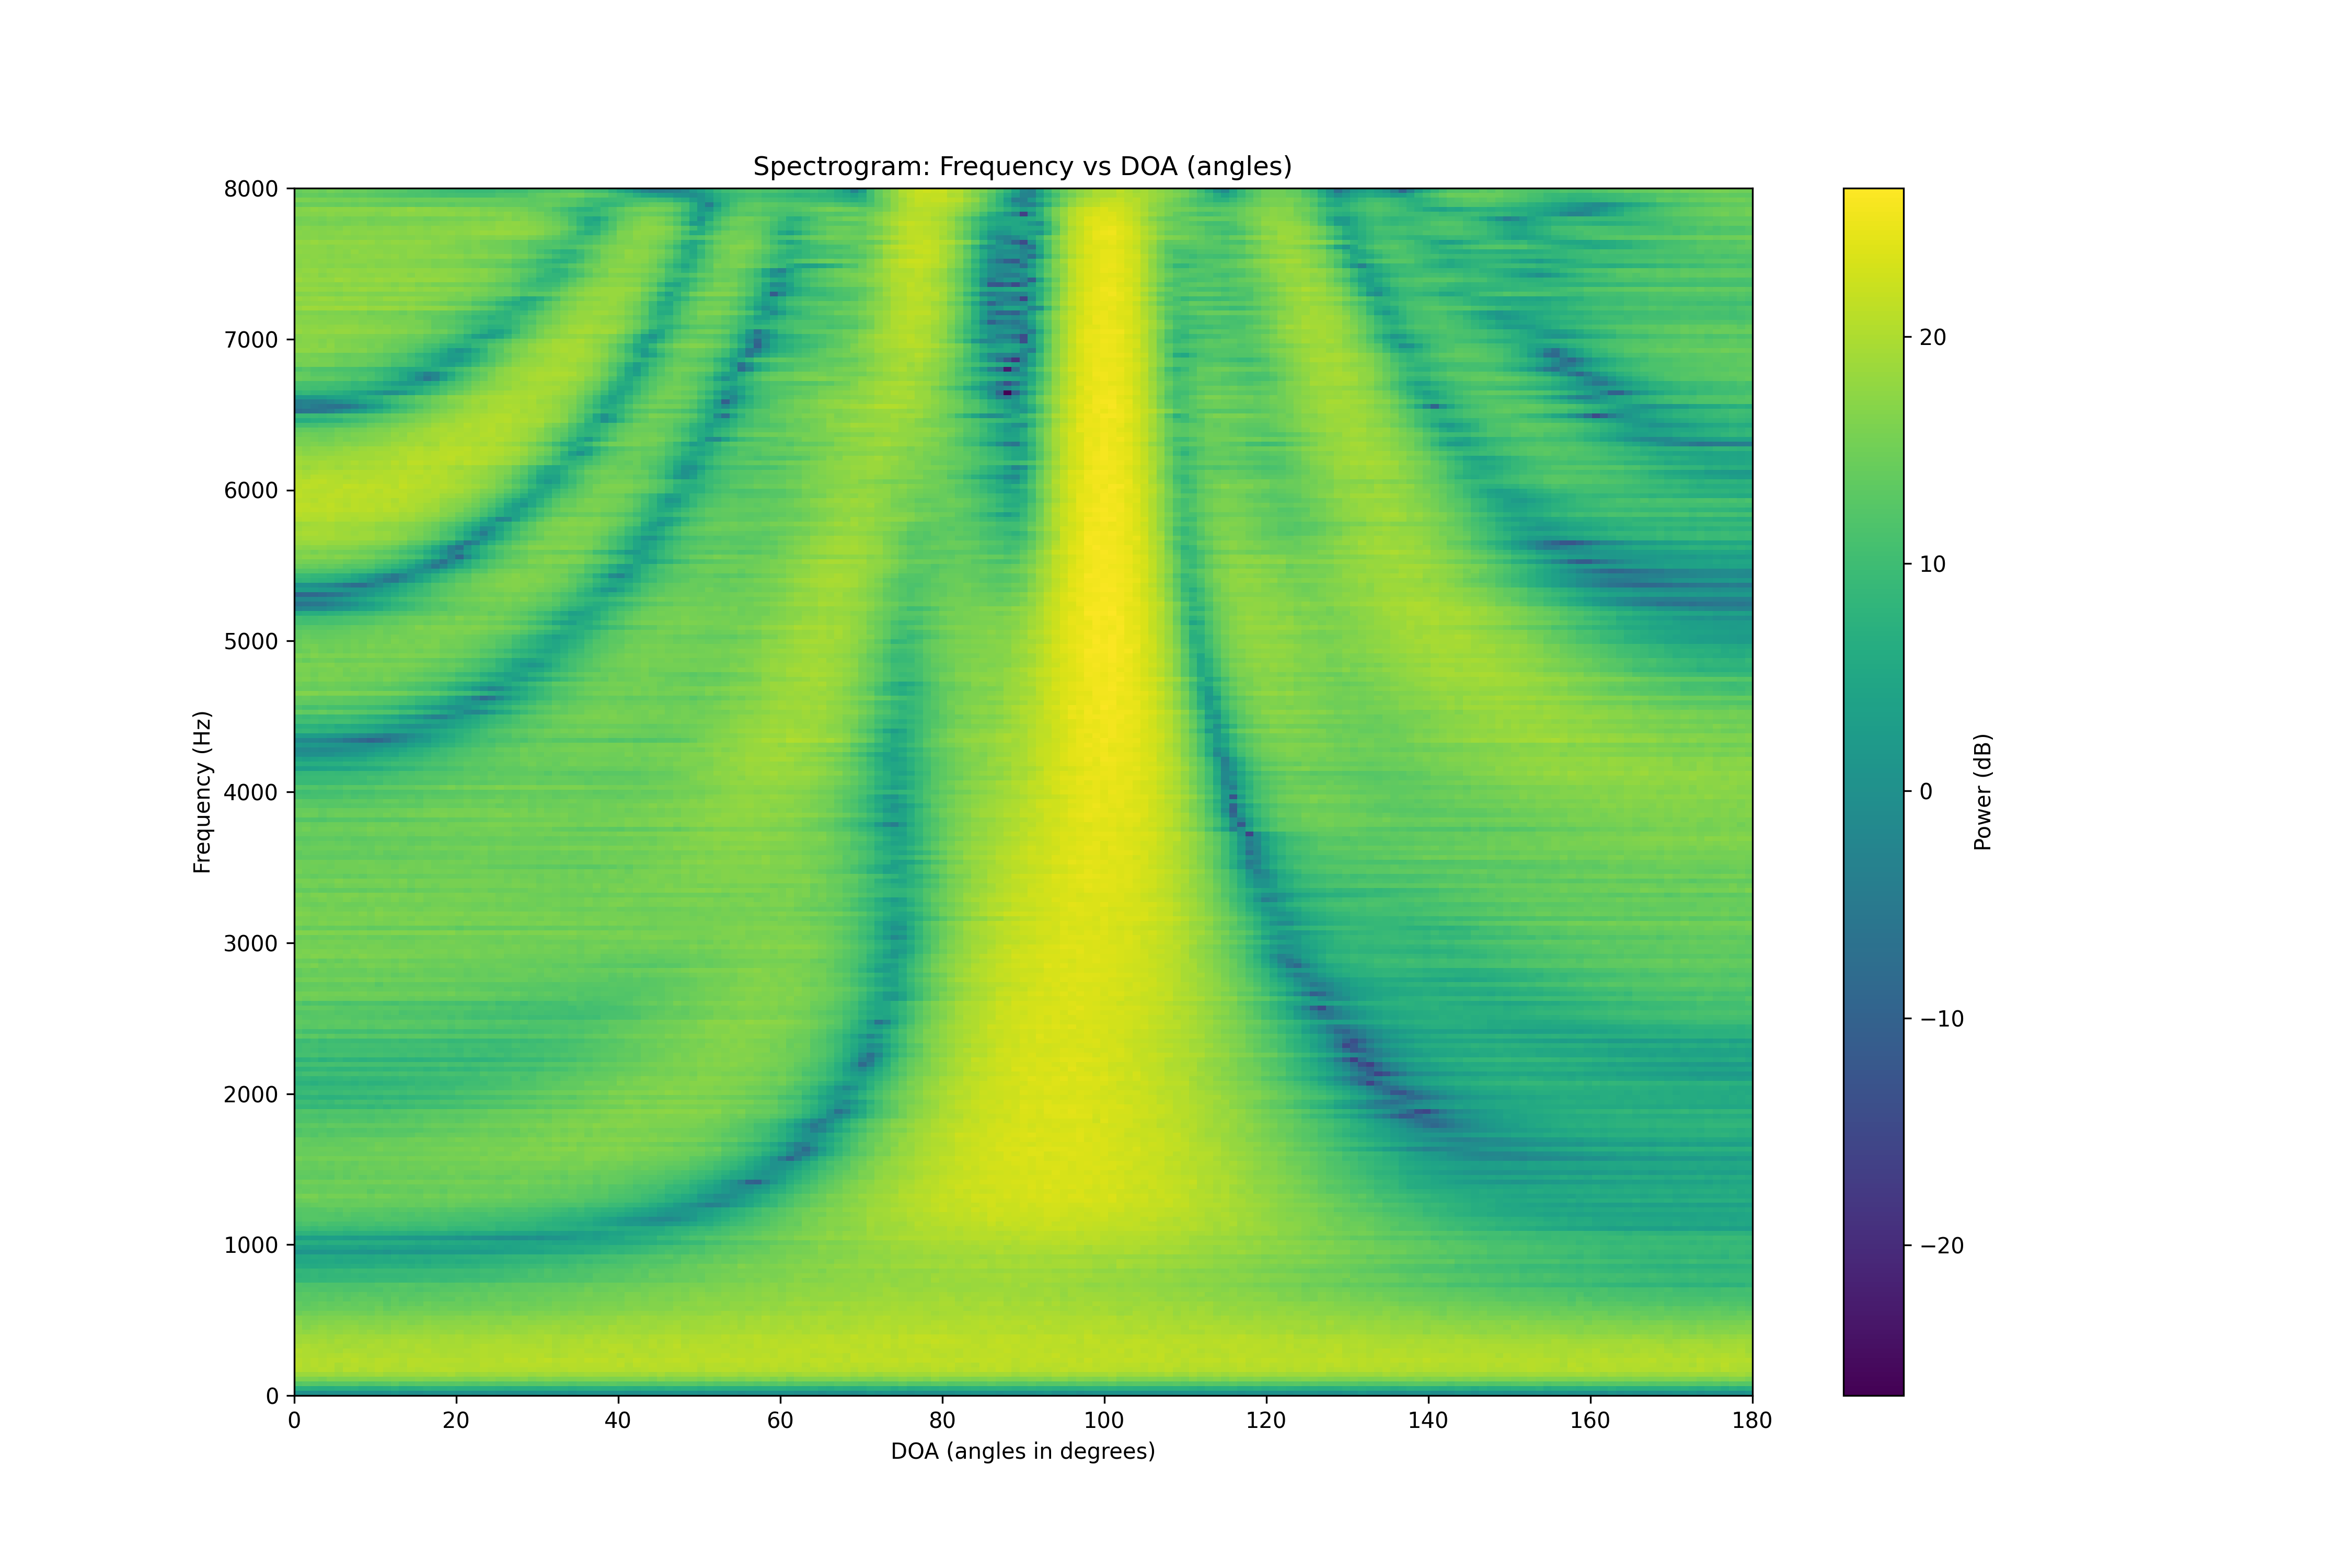 Spectrogram: Frequency vs DOA (angles)
8000
7000
6000
5000
4000
3000
2000
1000
0
Frequency (Hz)
0 20 40 60 80 100 120 140 160 180
DOA (angles in degrees)
20
10
0
−10
−20
Power (dB)